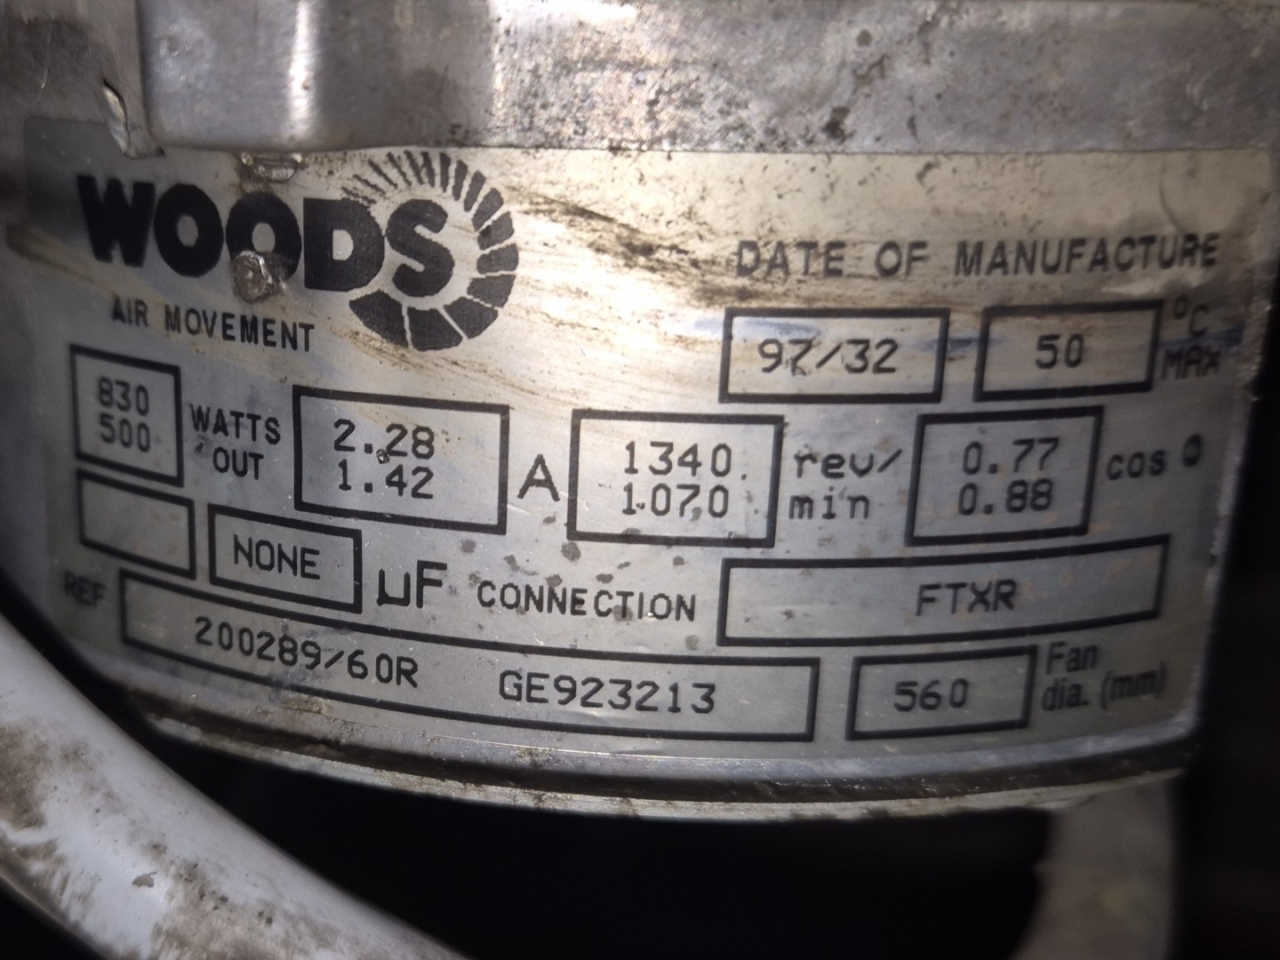 WOODS
AIR MOVEMENT
DATE OF MANUFACTURE
97/32 50 °C MAX
830 500 WATTS OUT
2.28 1.42 A
1340 1070 rev/min
0.77 0.88 cos Ø
NONE µF CONNECTION FTXR
REF 200289/60R GE923213
560 Fan dia. (mm)